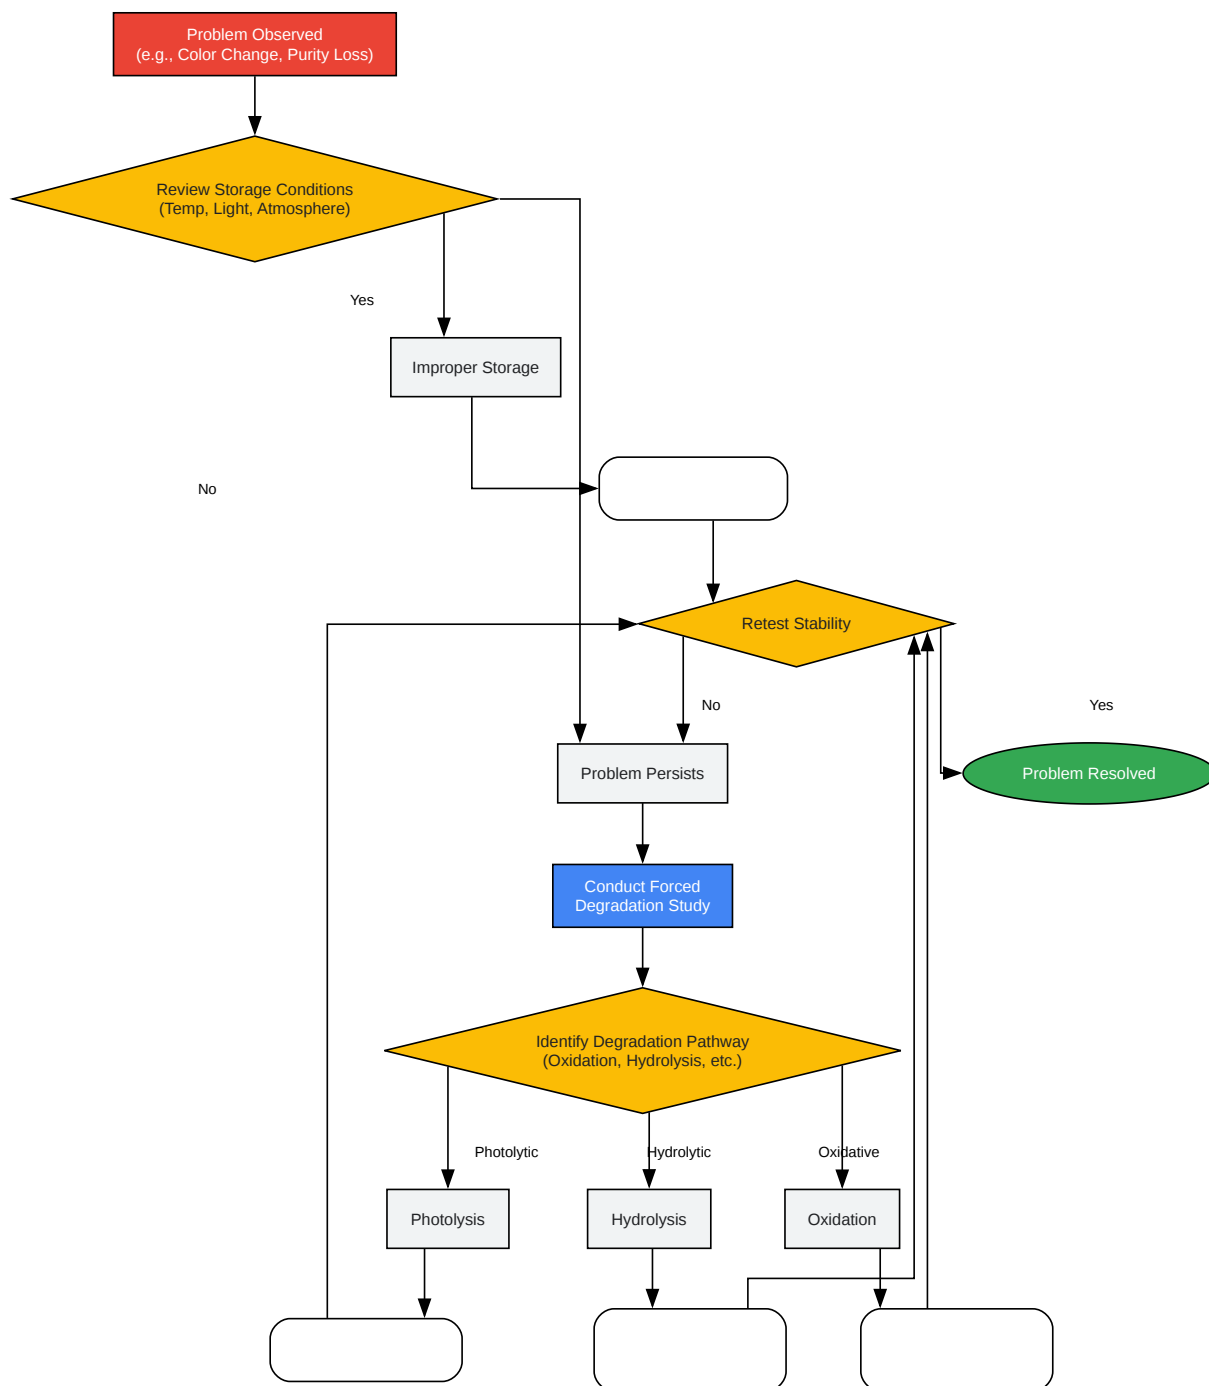 Problem Observed
(e.g., Color Change, Purity Loss)
Review Storage Conditions
(Temp, Light, Atmosphere)
Yes
Improper Storage
No
Retest Stability
No
Yes
Problem Persists
Problem Resolved
Conduct Forced
Degradation Study
Identify Degradation Pathway
(Oxidation, Hydrolysis, etc.)
Photolytic
Hydrolytic
Oxidative
Photolysis
Hydrolysis
Oxidation